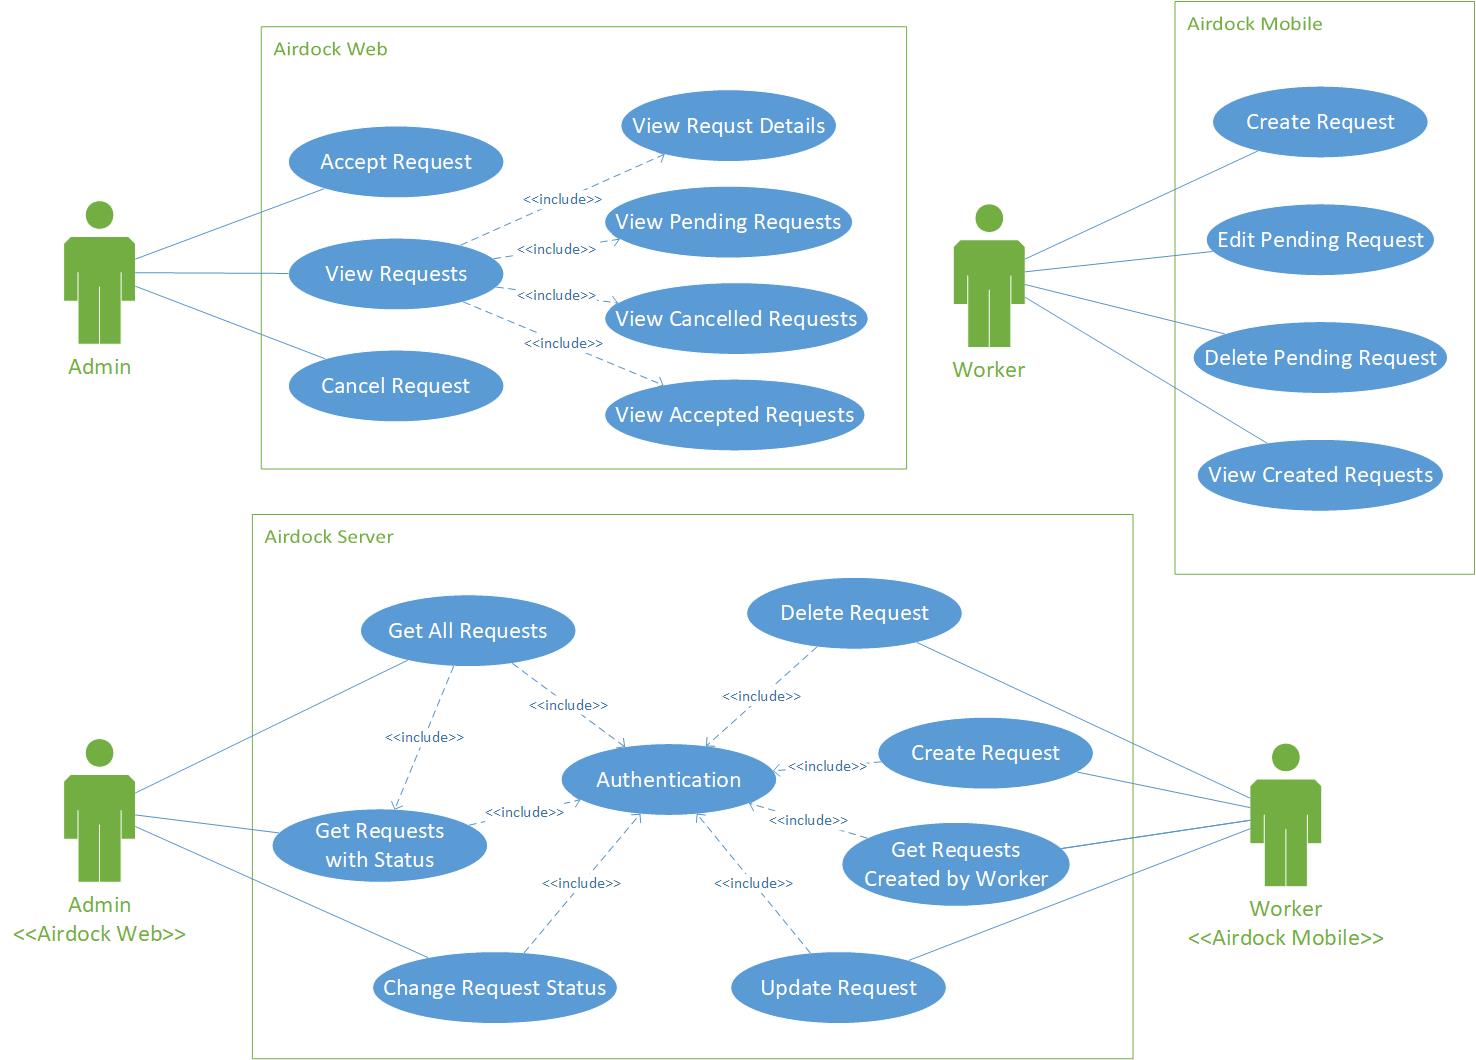 Airdock Web
Accept Request
View Requests
Cancel Request
View Requst Details
View Pending Requests
View Cancelled Requests
View Accepted Requests
<<include>>
<<include>>
<<include>>
<<include>>
Admin
Airdock Mobile
Create Request
Edit Pending Request
Delete Pending Request
View Created Requests
Worker
Airdock Server
Get All Requests
Delete Request
<<include>>
<<include>>
<<include>>
Authentication
Create Request
<<include>>
Get Requests
with Status
<<include>>
<<include>>
Get Requests
Created by Worker
<<include>>
<<include>>
Change Request Status
Update Request
Admin
<<Airdock Web>>
Worker
<<Airdock Mobile>>